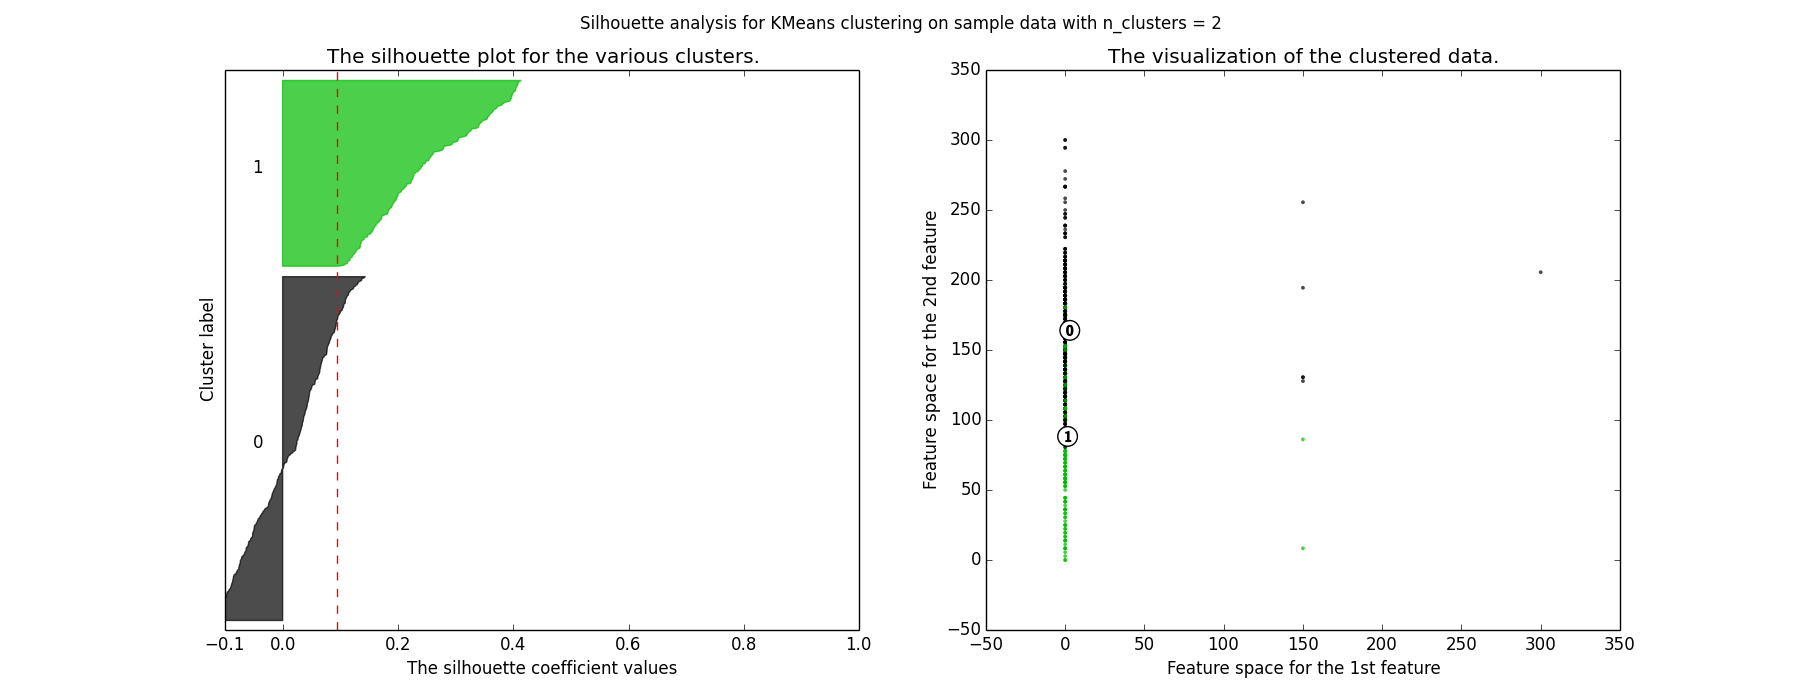 Silhouette analysis for KMeans clustering on sample data with n_clusters = 2
The silhouette plot for the various clusters.
1
0
Cluster label
−0.1 0.0 0.2 0.4 0.6 0.8 1.0
The silhouette coefficient values
The visualization of the clustered data.
350
300
250
200
150
100
50
0
−50
Feature space for the 2nd feature
0
1
−50 0 50 100 150 200 250 300 350
Feature space for the 1st feature